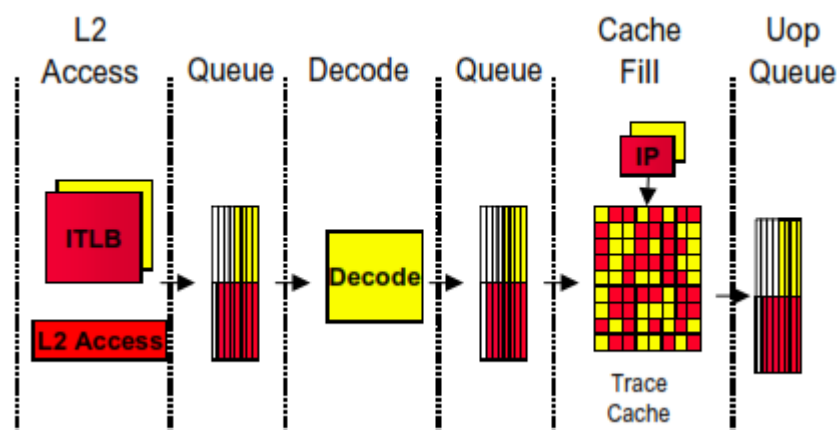 L2
Access
Queue
Decode
Queue
Cache
Fill
Uop
Queue
IP
ITLB
Decode
L2 Access
Trace
Cache